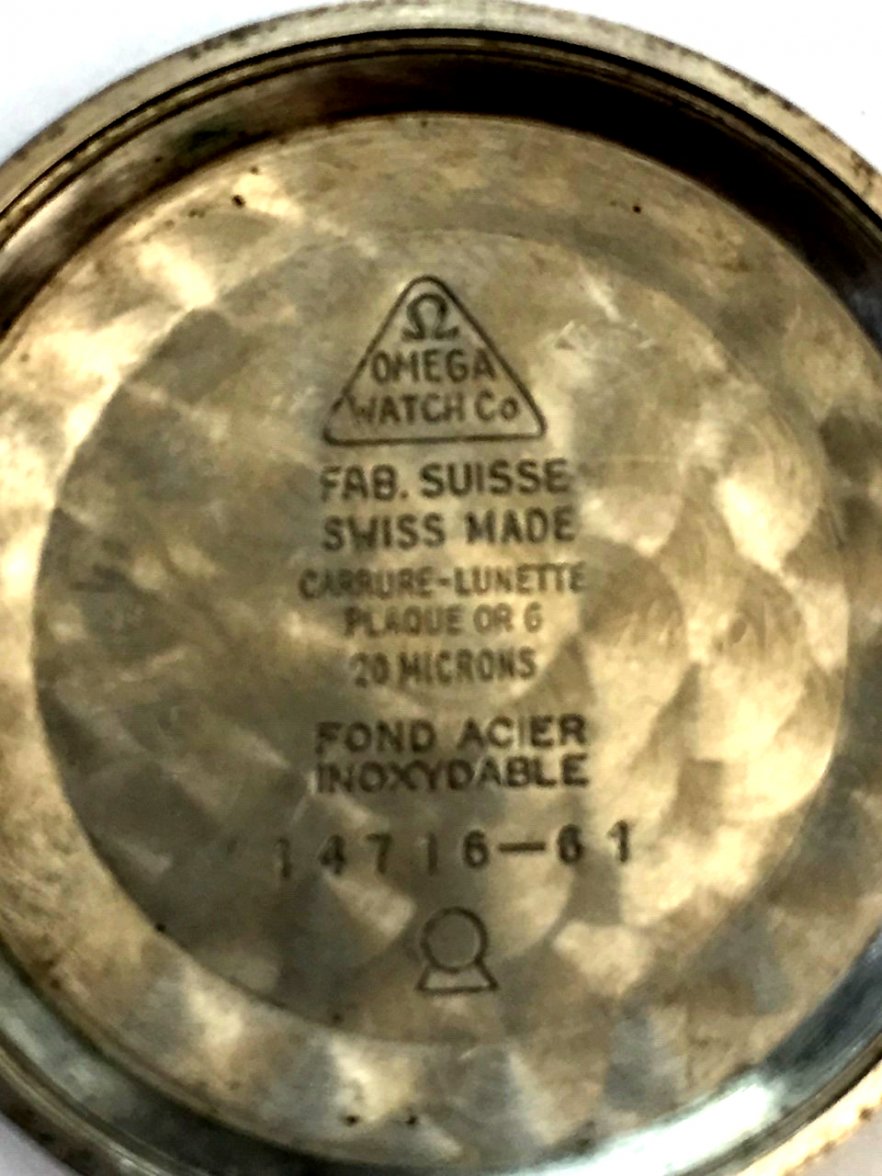 Ω
OMEGA
WATCH Co
FAB. SUISSE
SWISS MADE
CARRURE-LUNETTE
PLAQUE OR G
20 MICRONS
FOND ACIER
INOXYDABLE
14716-61